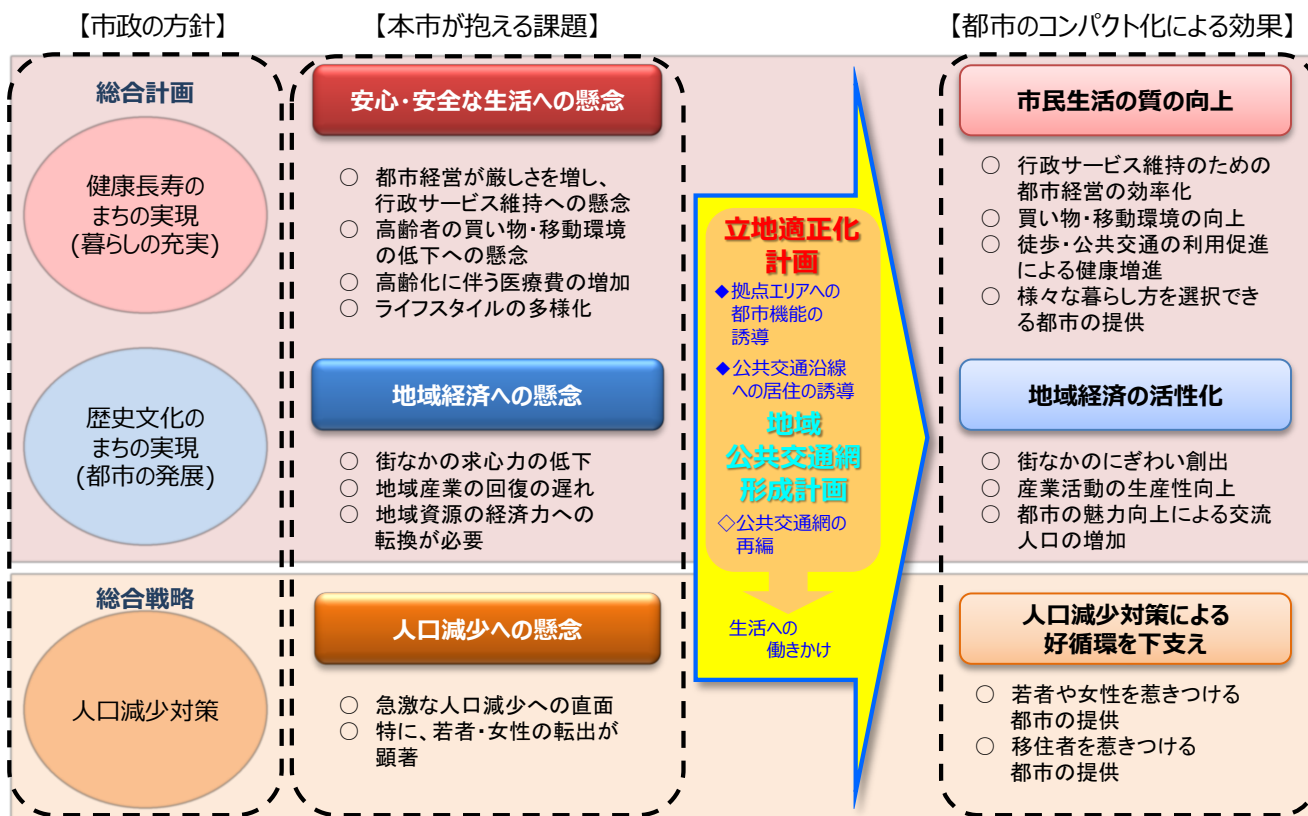 【市政の方針】
【本市が抱える課題】
【都市のコンパクト化による効果】
総合計画
健康長寿の
まちの実現
(暮らしの充実)
歴史文化の
まちの実現
(都市の発展)
総合戦略
人口減少対策
安心・安全な生活への懸念
○ 都市経営が厳しさを増し、
行政サービス維持への懸念
○ 高齢者の買い物・移動環境
の低下への懸念
○ 高齢化に伴う医療費の増加
○ ライフスタイルの多様化
地域経済への懸念
○ 街なかの求心力の低下
○ 地域産業の回復の遅れ
○ 地域資源の経済力への
転換が必要
人口減少への懸念
○ 急激な人口減少への直面
○ 特に、若者・女性の転出が
顕著
立地適正化
計画
◆拠点エリアへの
都市機能の
誘導
◆公共交通沿線
への居住の誘導
地域
公共交通網
形成計画
◇公共交通網の
再編
生活への
働きかけ
市民生活の質の向上
○ 行政サービス維持のための
都市経営の効率化
○ 買い物・移動環境の向上
○ 徒歩・公共交通の利用促進
による健康増進
○ 様々な暮らし方を選択でき
る都市の提供
地域経済の活性化
○ 街なかのにぎわい創出
○ 産業活動の生産性向上
○ 都市の魅力向上による交流
人口の増加
人口減少対策による
好循環を下支え
○ 若者や女性を惹きつける
都市の提供
○ 移住者を惹きつける
都市の提供